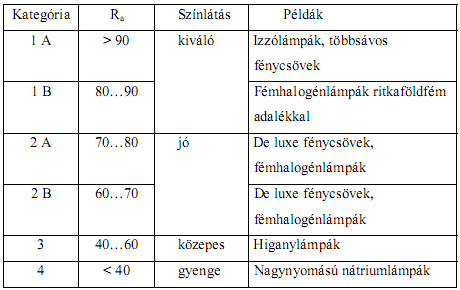 Kategória Ra Színlátás Példák
1 A > 90 kiváló Izzólámpák, többsávos
fénycsövek
1 B 80…90 Fémhalogénlámpák ritkaföldfém
adalékkal
2 A 70…80 jó De luxe fénycsövek,
fémhalogénlámpák
2 B 60…70 De luxe fénycsövek,
fémhalogénlámpák
3 40…60 közepes Higanylámpák
4 < 40 gyenge Nagynyomású nátriumlámpák